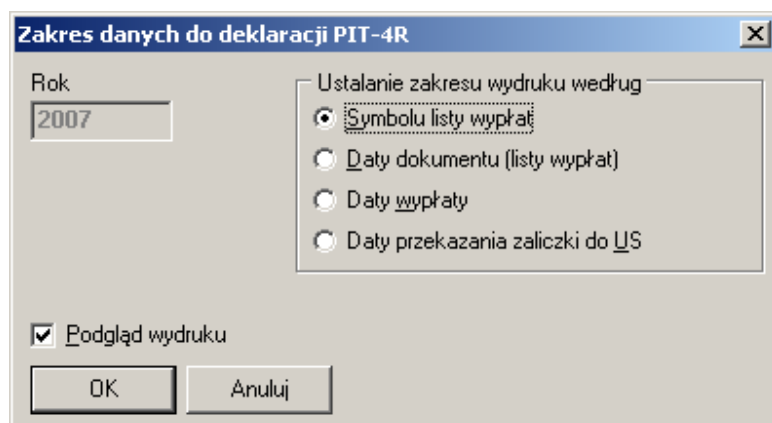 Zakres danych do deklaracji PIT-4R
Rok
2007
Ustalanie zakresu wydruku według
Symbolu listy wypłat
Daty dokumentu (listy wypłat)
Daty wypłaty
Daty przekazania zaliczki do US
Podgląd wydruku
OK
Anuluj